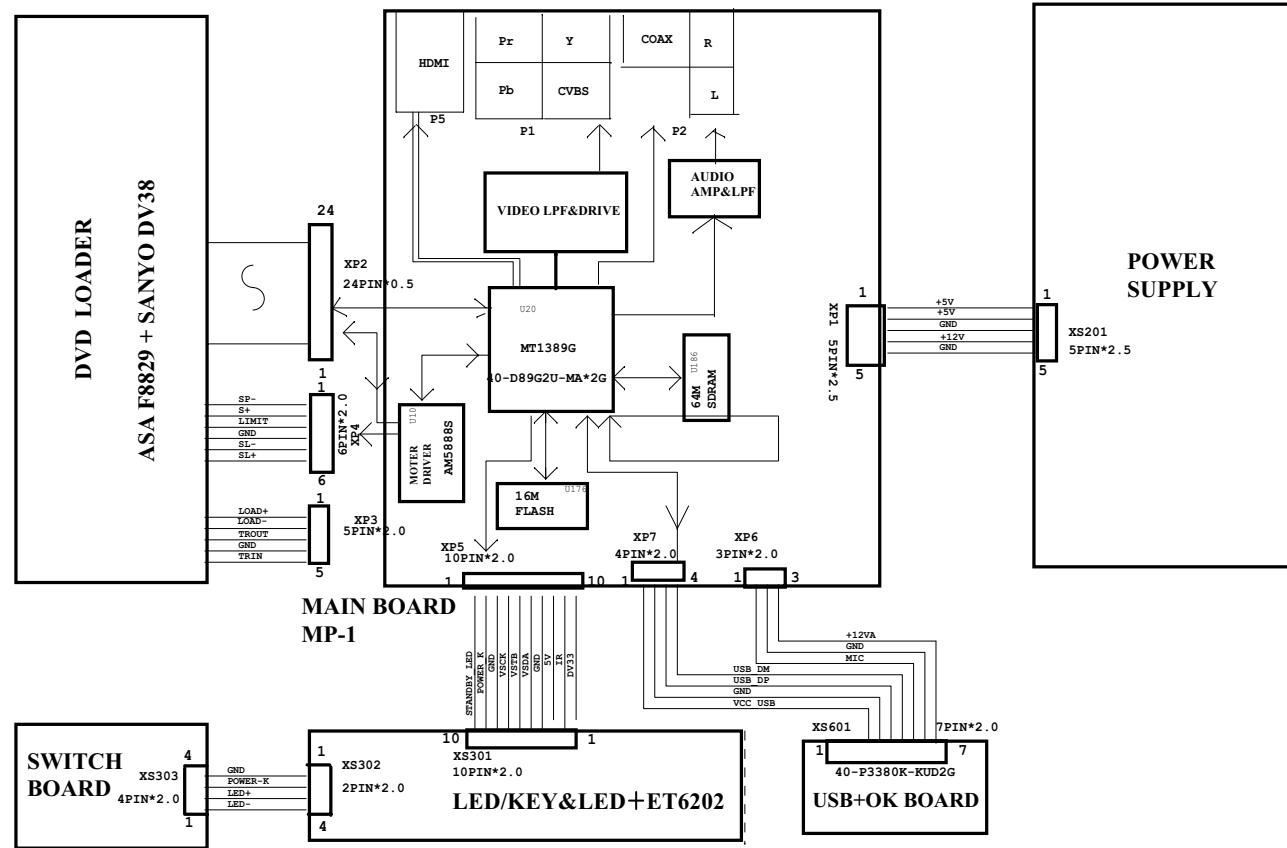 HDMI
Pr
Y
Pb
CVBS
COAX
R
L
P5
P1
P2
VIDEO LPF&DRIVE
AUDIO
AMP&LPF
DVD LOADER
ASA F8829 + SANYO DV38
24
XP2
24PIN*0.5
1
U20
MT1389G
40-D89G2U-MA*2G
U186
64M
SDRAM
U10
MOTER
DRIVER
AM5888S
16M
FLASH
U176
1
XP1
5PIN*2.5
5
+5V
+5V
GND
+12V
GND
1
XS201
5PIN*2.5
5
POWER
SUPPLY
SP-
S+
LIMIT
GND
SL-
SL+
1
6PIN*2.0
XP4
6
LOAD+
LOAD-
TROUT
GND
TRIN
1
XP3
5PIN*2.0
5
XP5
10PIN*2.0
1
10
XP7
4PIN*2.0
1
4
XP6
3PIN*2.0
1
3
MAIN BOARD
MP-1
STANDBY LED
POWER_K
GND
VSCK
VSTB
VSDA
GND
5V
IR
DV33
+12VA
GND
MIC
USB_DM
USB_DP
GND
VCC_USB
XS601
7PIN*2.0
1
7
40-P3380K-KUD2G
USB+OK BOARD
SWITCH
BOARD
4
XS303
4PIN*2.0
1
GND
POWER-K
LED+
LED-
1
XS302
2PIN*2.0
4
10
1
XS301
10PIN*2.0
LED/KEY&LED+ET6202